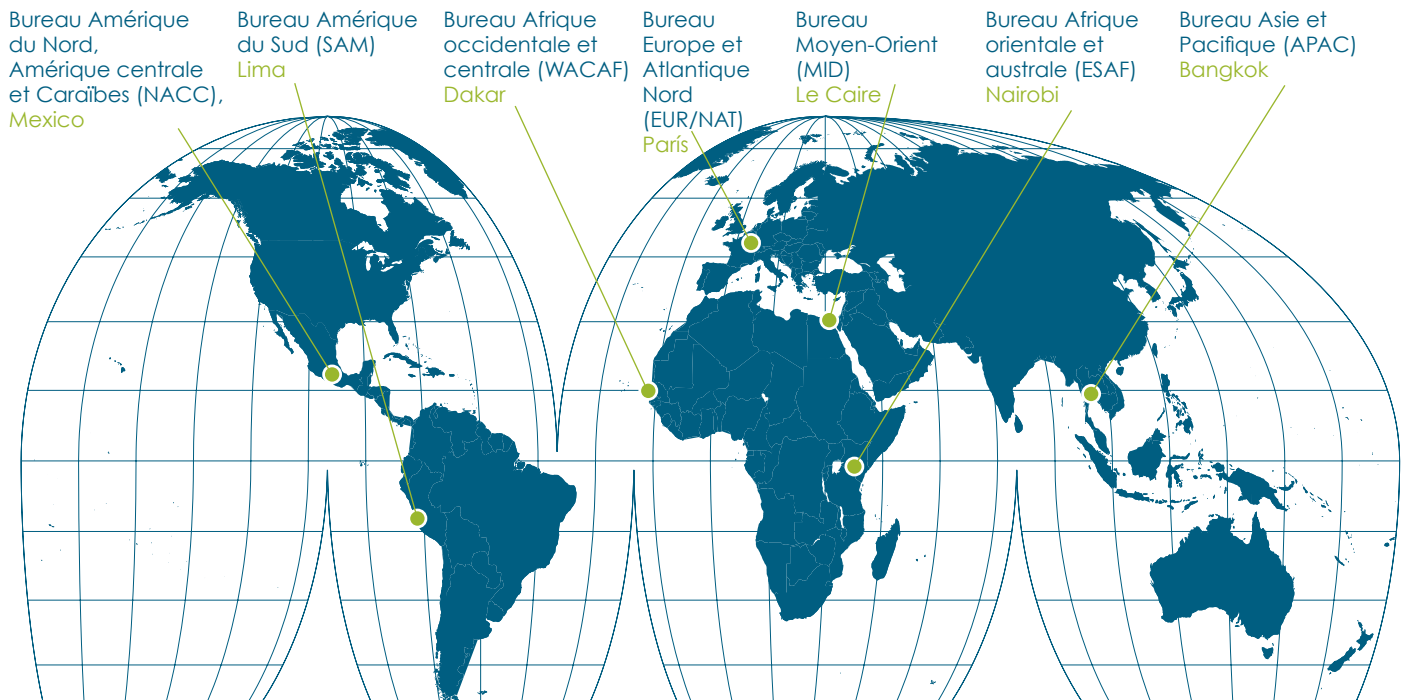 Bureau Amérique
du Nord,
Amérique centrale
et Caraïbes (NACC),
Mexico
Bureau Amérique
du Sud (SAM)
Lima
Bureau Afrique
occidentale et
centrale (WACAF)
Dakar
Bureau
Europe et
Atlantique
Nord
(EUR/NAT)
París
Bureau
Moyen-Orient
(MID)
Le Caire
Bureau Afrique
orientale et
australe (ESAF)
Nairobi
Bureau Asie et
Pacifique (APAC)
Bangkok